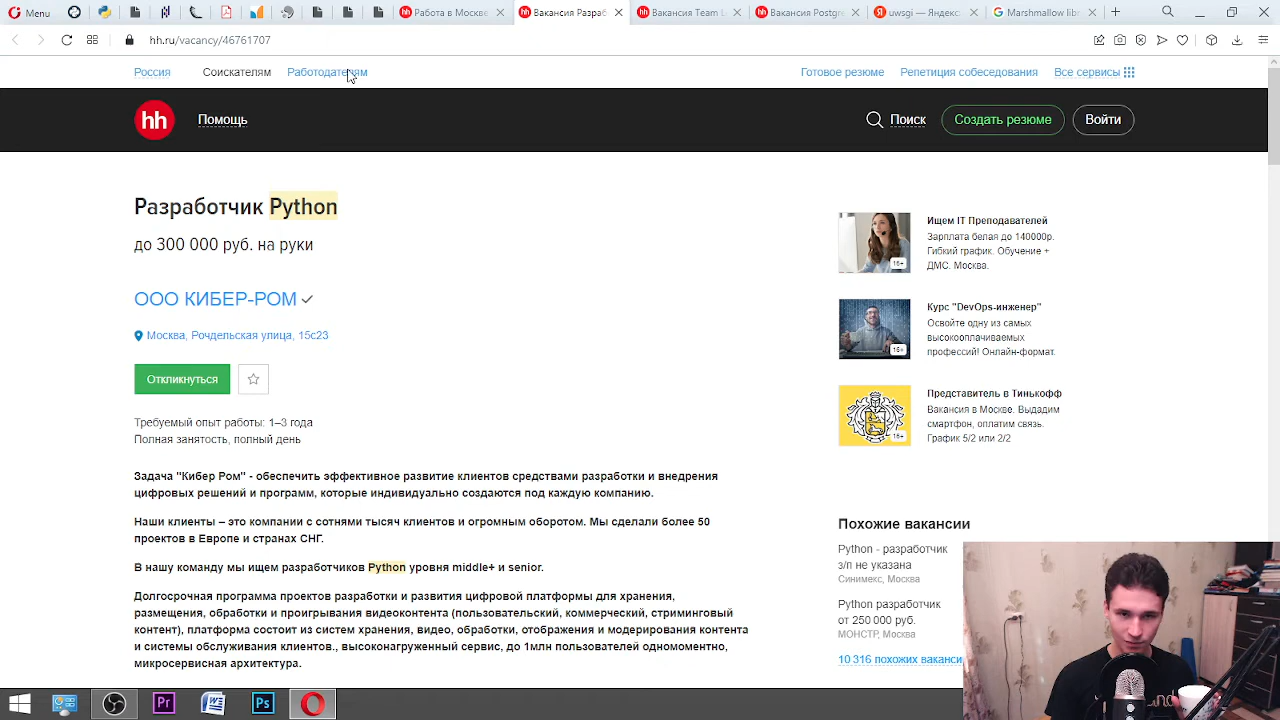 Menu
Работа в Москве
Вакансия Разраб
Вакансия Team L
Вакансия Postgr
uwsgi — Яндекс
Marshmallow lib
hh.ru/vacancy/46761707
Россия Соискателям Работодателям Готовое резюме Репетиция собеседования Все сервисы
hh Помощь Поиск Создать резюме Войти
Разработчик Python
до 300 000 руб. на руки
ООО КИБЕР-РОМ
Москва, Рочдельская улица, 15с23
Откликнуться
Требуемый опыт работы: 1–3 года
Полная занятость, полный день
Задача "Кибер Ром" - обеспечить эффективное развитие клиентов средствами разработки и внедрения
цифровых решений и программ, которые индивидуально создаются под каждую компанию.
Наши клиенты – это компании с сотнями тысяч клиентов и огромным оборотом. Мы сделали более 50
проектов в Европе и странах СНГ.
В нашу команду мы ищем разработчиков Python уровня middle+ и senior.
Долгосрочная программа проектов разработки и развития цифровой платформы для хранения,
размещения, обработки и проигрывания видеоконтента (пользовательский, коммерческий, стриминговый
контент), платформа состоит из систем хранения, видео, обработки, отображения и модерирования контента
и системы обслуживания клиентов., высоконагруженный сервис, до 1млн пользователей одномоментно,
микросервисная архитектура.
16+
Ищем IT Преподавателей
Зарплата белая до 140000р.
Гибкий график. Обучение +
ДМС. Москва.
16+
Курс "DevOps-инженер"
Освойте одну из самых
высокооплачиваемых
профессий! Онлайн-формат.
16+
Представитель в Тинькофф
Вакансия в Москве. Выдадим
смартфон, оплатим связь.
График 5/2 или 2/2
Похожие вакансии
Python - разработчик
з/п не указана
Синимекс, Москва
Python разработчик
от 250 000 руб.
МОНСТР, Москва
10 316 похожих ваканси
Pr
W
Ps